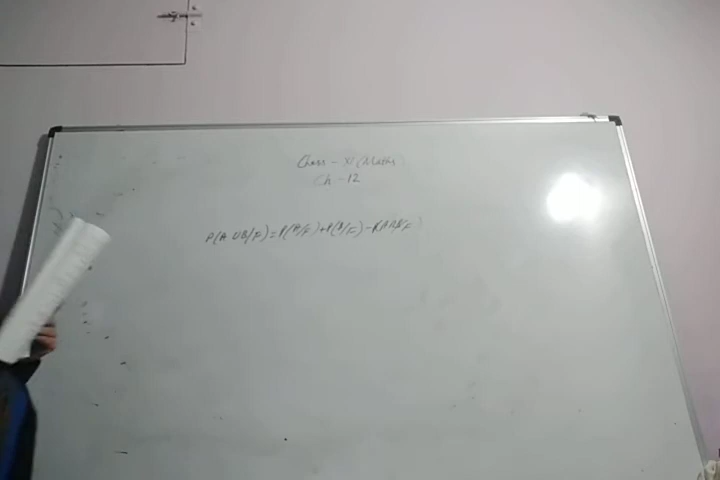 Class - XI (Maths)
Ch - 12
P(A UB/F) = P(A/F) + P(B/F) - P(A∩B/F)